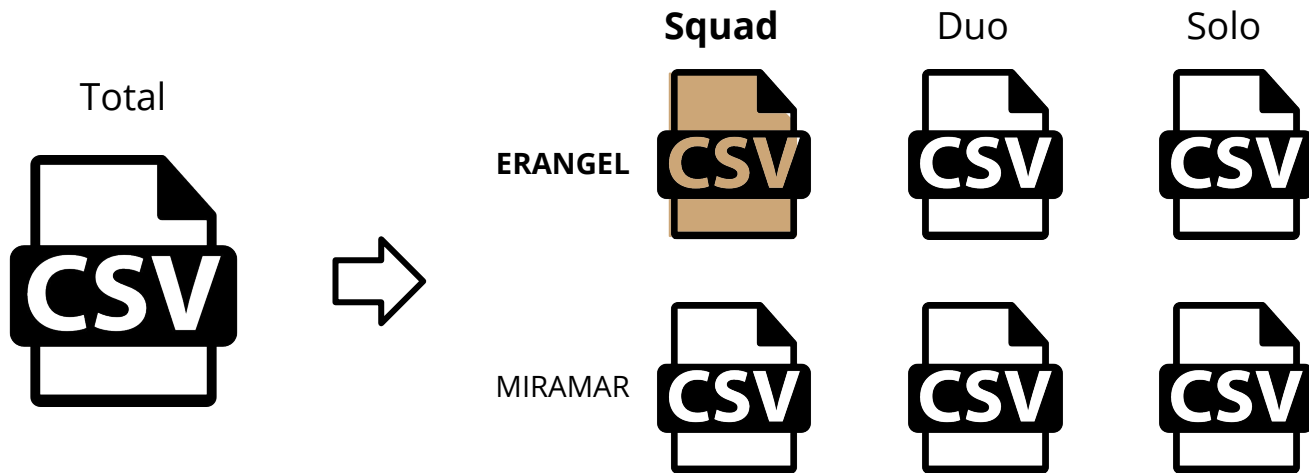 Squad Duo Solo
Total
CSV CSV CSV
ERANGEL
CSV
MIRAMAR
CSV CSV CSV